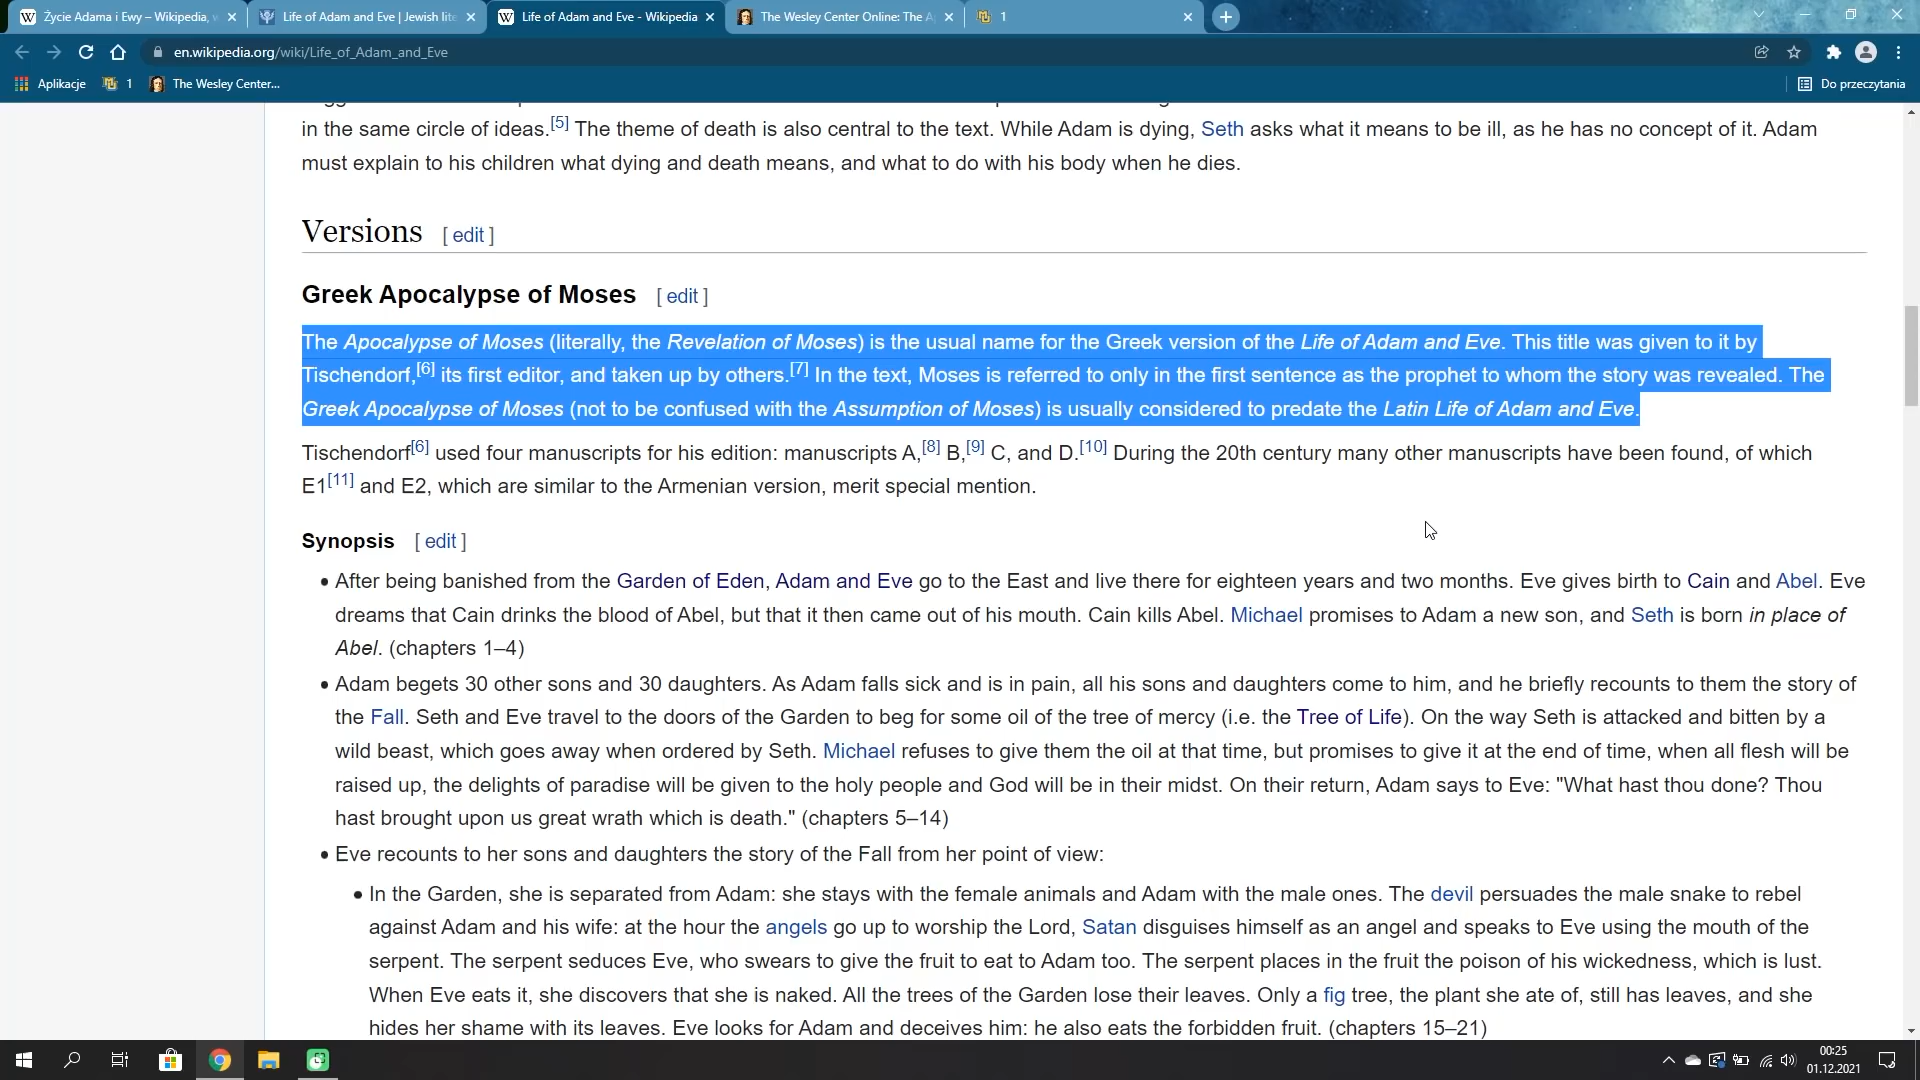 Życie Adama i Ewy – Wikipedia,
Life of Adam and Eve | Jewish lite
Life of Adam and Eve - Wikipedia
The Wesley Center Online: The A
1
en.wikipedia.org/wiki/Life_of_Adam_and_Eve
Aplikacje
1
The Wesley Center...
Do przeczytania
in the same circle of ideas.[5] The theme of death is also central to the text. While Adam is dying, Seth asks what it means to be ill, as he has no concept of it. Adam
must explain to his children what dying and death means, and what to do with his body when he dies.
Versions [ edit ]
Greek Apocalypse of Moses [ edit ]
The Apocalypse of Moses (literally, the Revelation of Moses) is the usual name for the Greek version of the Life of Adam and Eve. This title was given to it by
Tischendorf,[6] its first editor, and taken up by others.[7] In the text, Moses is referred to only in the first sentence as the prophet to whom the story was revealed. The
Greek Apocalypse of Moses (not to be confused with the Assumption of Moses) is usually considered to predate the Latin Life of Adam and Eve.
Tischendorf[6] used four manuscripts for his edition: manuscripts A,[8] B,[9] C, and D.[10] During the 20th century many other manuscripts have been found, of which
E1[11] and E2, which are similar to the Armenian version, merit special mention.
Synopsis [ edit ]
• After being banished from the Garden of Eden, Adam and Eve go to the East and live there for eighteen years and two months. Eve gives birth to Cain and Abel. Eve
dreams that Cain drinks the blood of Abel, but that it then came out of his mouth. Cain kills Abel. Michael promises to Adam a new son, and Seth is born in place of
Abel. (chapters 1–4)
• Adam begets 30 other sons and 30 daughters. As Adam falls sick and is in pain, all his sons and daughters come to him, and he briefly recounts to them the story of
the Fall. Seth and Eve travel to the doors of the Garden to beg for some oil of the tree of mercy (i.e. the Tree of Life). On the way Seth is attacked and bitten by a
wild beast, which goes away when ordered by Seth. Michael refuses to give them the oil at that time, but promises to give it at the end of time, when all flesh will be
raised up, the delights of paradise will be given to the holy people and God will be in their midst. On their return, Adam says to Eve: "What hast thou done? Thou
hast brought upon us great wrath which is death." (chapters 5–14)
• Eve recounts to her sons and daughters the story of the Fall from her point of view:
• In the Garden, she is separated from Adam: she stays with the female animals and Adam with the male ones. The devil persuades the male snake to rebel
against Adam and his wife: at the hour the angels go up to worship the Lord, Satan disguises himself as an angel and speaks to Eve using the mouth of the
serpent. The serpent seduces Eve, who swears to give the fruit to eat to Adam too. The serpent places in the fruit the poison of his wickedness, which is lust.
When Eve eats it, she discovers that she is naked. All the trees of the Garden lose their leaves. Only a fig tree, the plant she ate of, still has leaves, and she
hides her shame with its leaves. Eve looks for Adam and deceives him: he also eats the forbidden fruit. (chapters 15–21)
00:25
01.12.2021